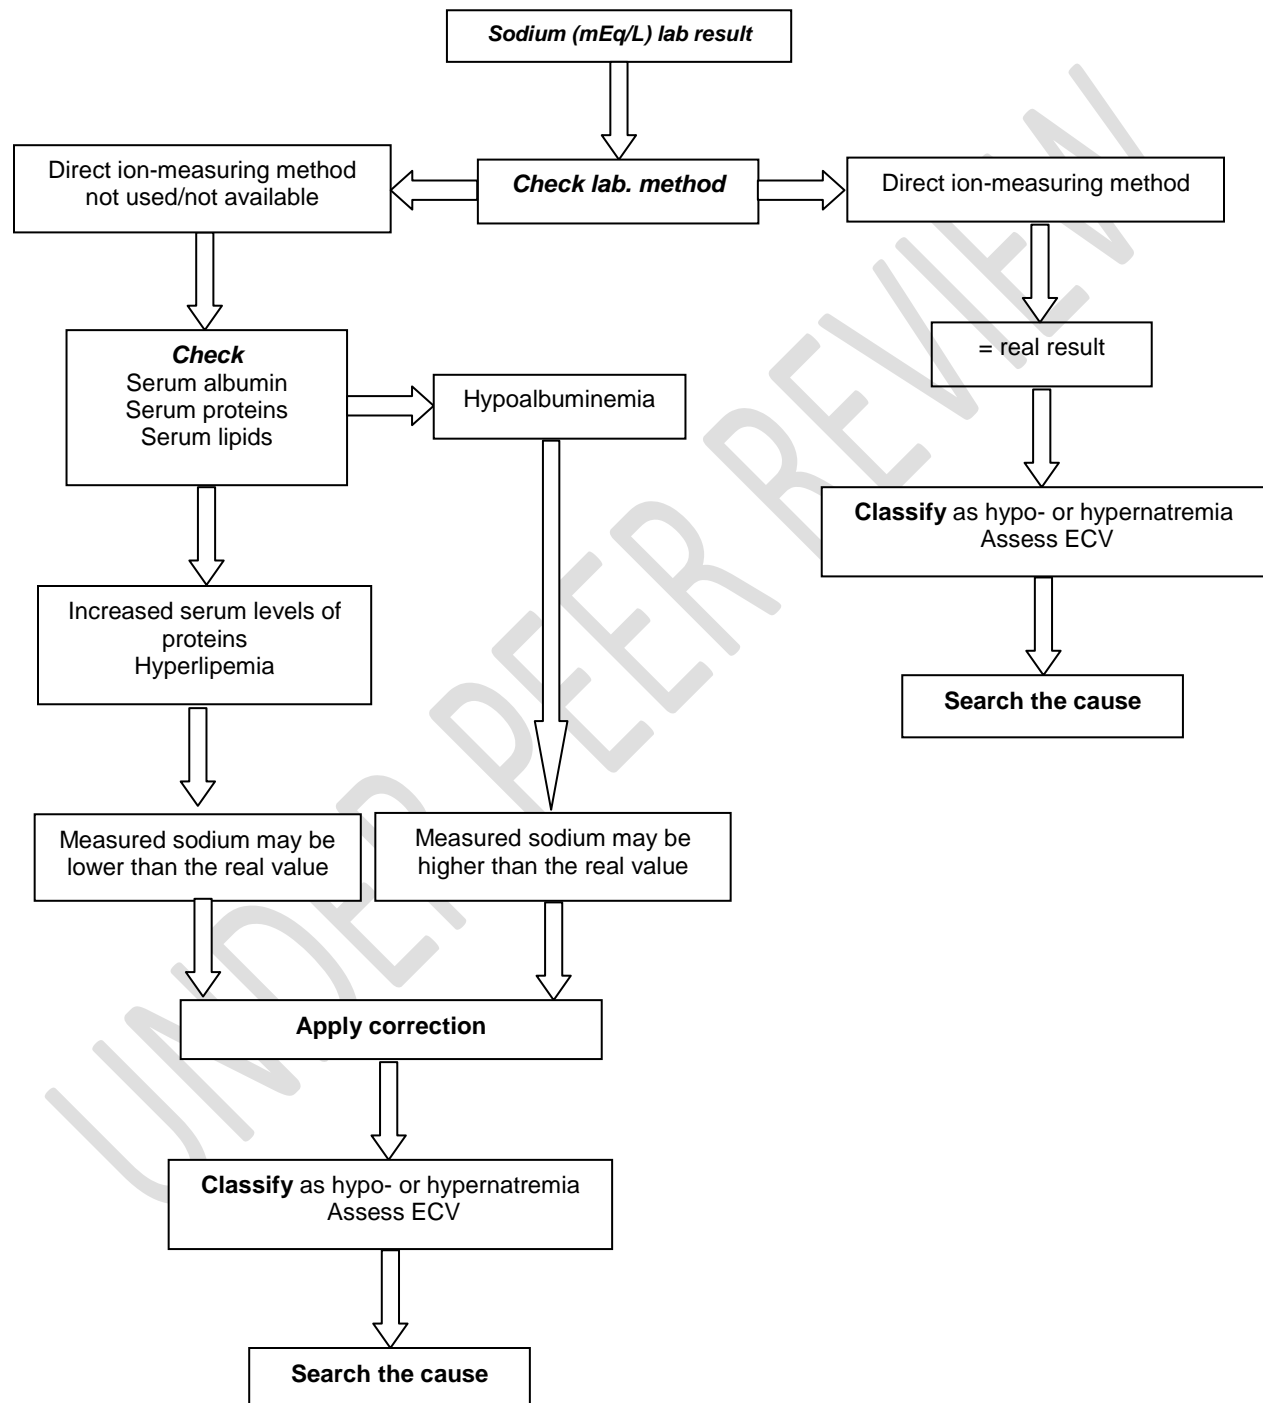 Sodium (mEq/L) lab result
Direct ion-measuring method
not used/not available
Check lab. method
Direct ion-measuring method
Check
Serum albumin
Serum proteins
Serum lipids
Hypoalbuminemia
= real result
Classify as hypo- or hypernatremia
Assess ECV
Increased serum levels of
proteins
Hyperlipemia
Search the cause
Measured sodium may be
lower than the real value
Measured sodium may be
higher than the real value
Apply correction
Classify as hypo- or hypernatremia
Assess ECV
Search the cause
UNDER PEER REVIEW